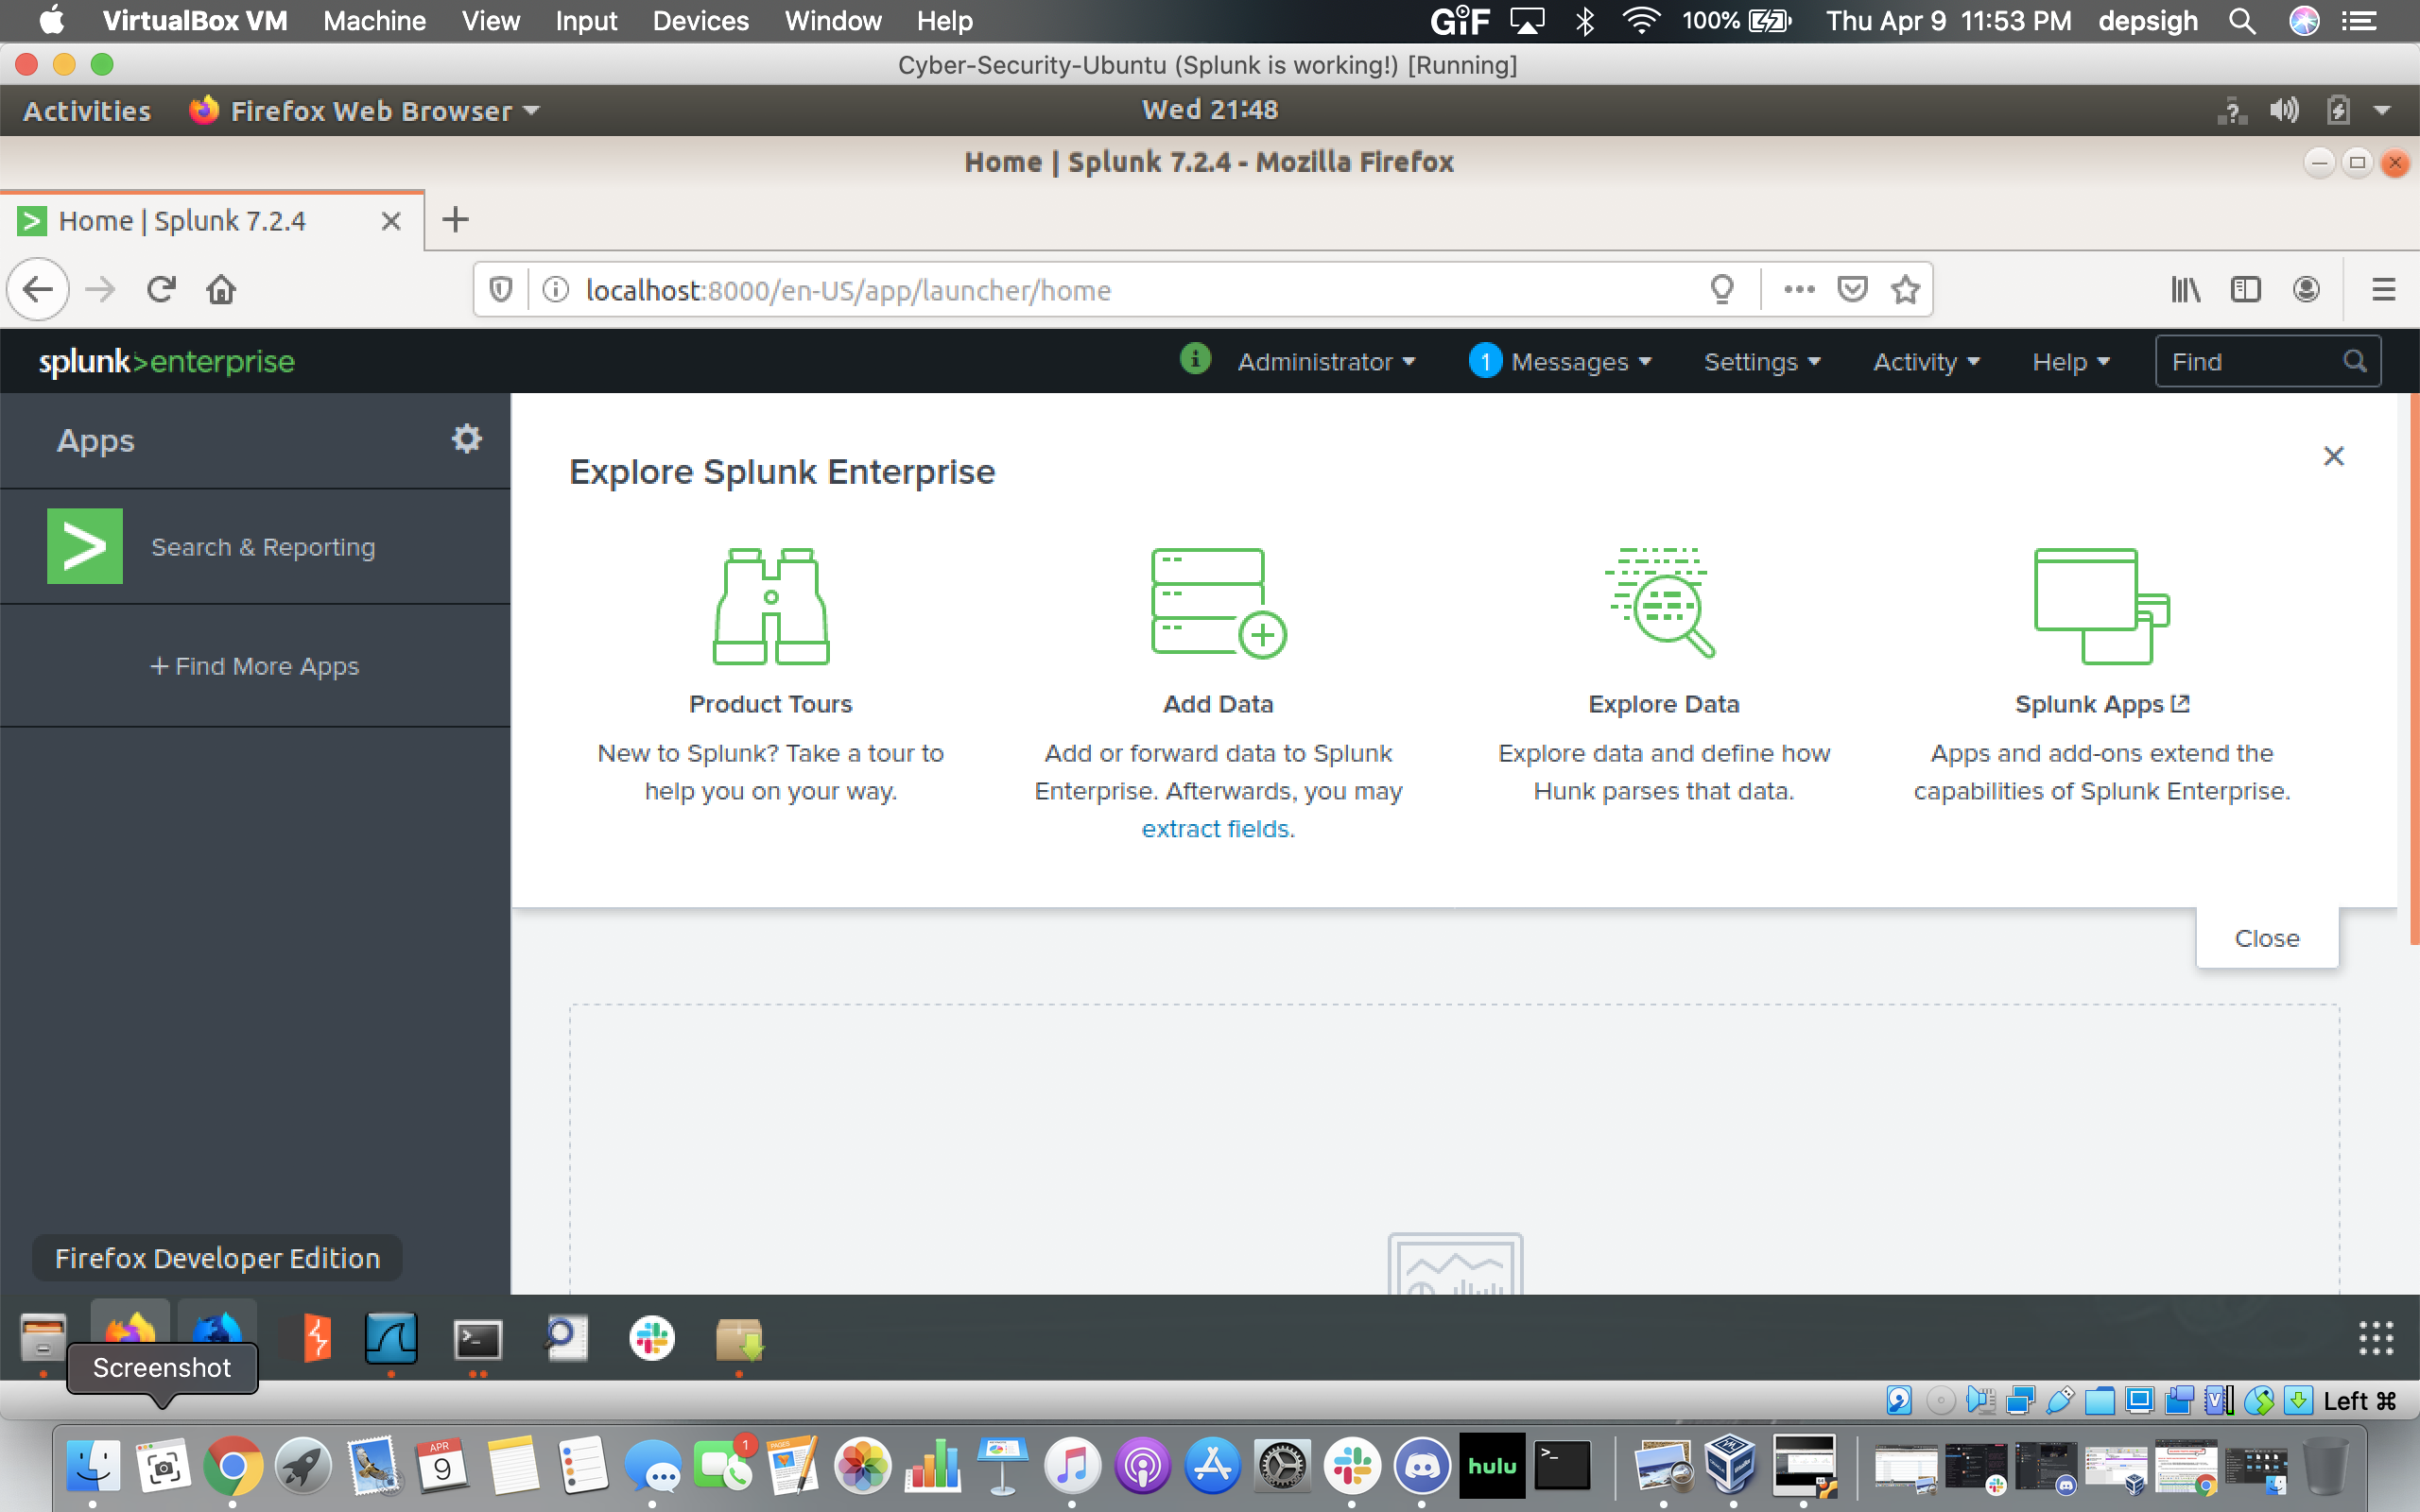 VirtualBox VM Machine View Input Devices Window Help GIF 100% Thu Apr 9 11:53 PM depsigh
Cyber-Security-Ubuntu (Splunk is working!) [Running]
Activities Firefox Web Browser Wed 21:48
Home | Splunk 7.2.4 - Mozilla Firefox
Home | Splunk 7.2.4
localhost:8000/en-US/app/launcher/home
splunk>enterprise Administrator 1 Messages Settings Activity Help Find
Apps
Search & Reporting
+ Find More Apps
Explore Splunk Enterprise
Product Tours
New to Splunk? Take a tour to
help you on your way.
Add Data
Add or forward data to Splunk
Enterprise. Afterwards, you may
extract fields.
Explore Data
Explore data and define how
Hunk parses that data.
Splunk Apps
Apps and add-ons extend the
capabilities of Splunk Enterprise.
Close
Firefox Developer Edition
Screenshot
Left ⌘
APR
9
1
PAGES
hulu